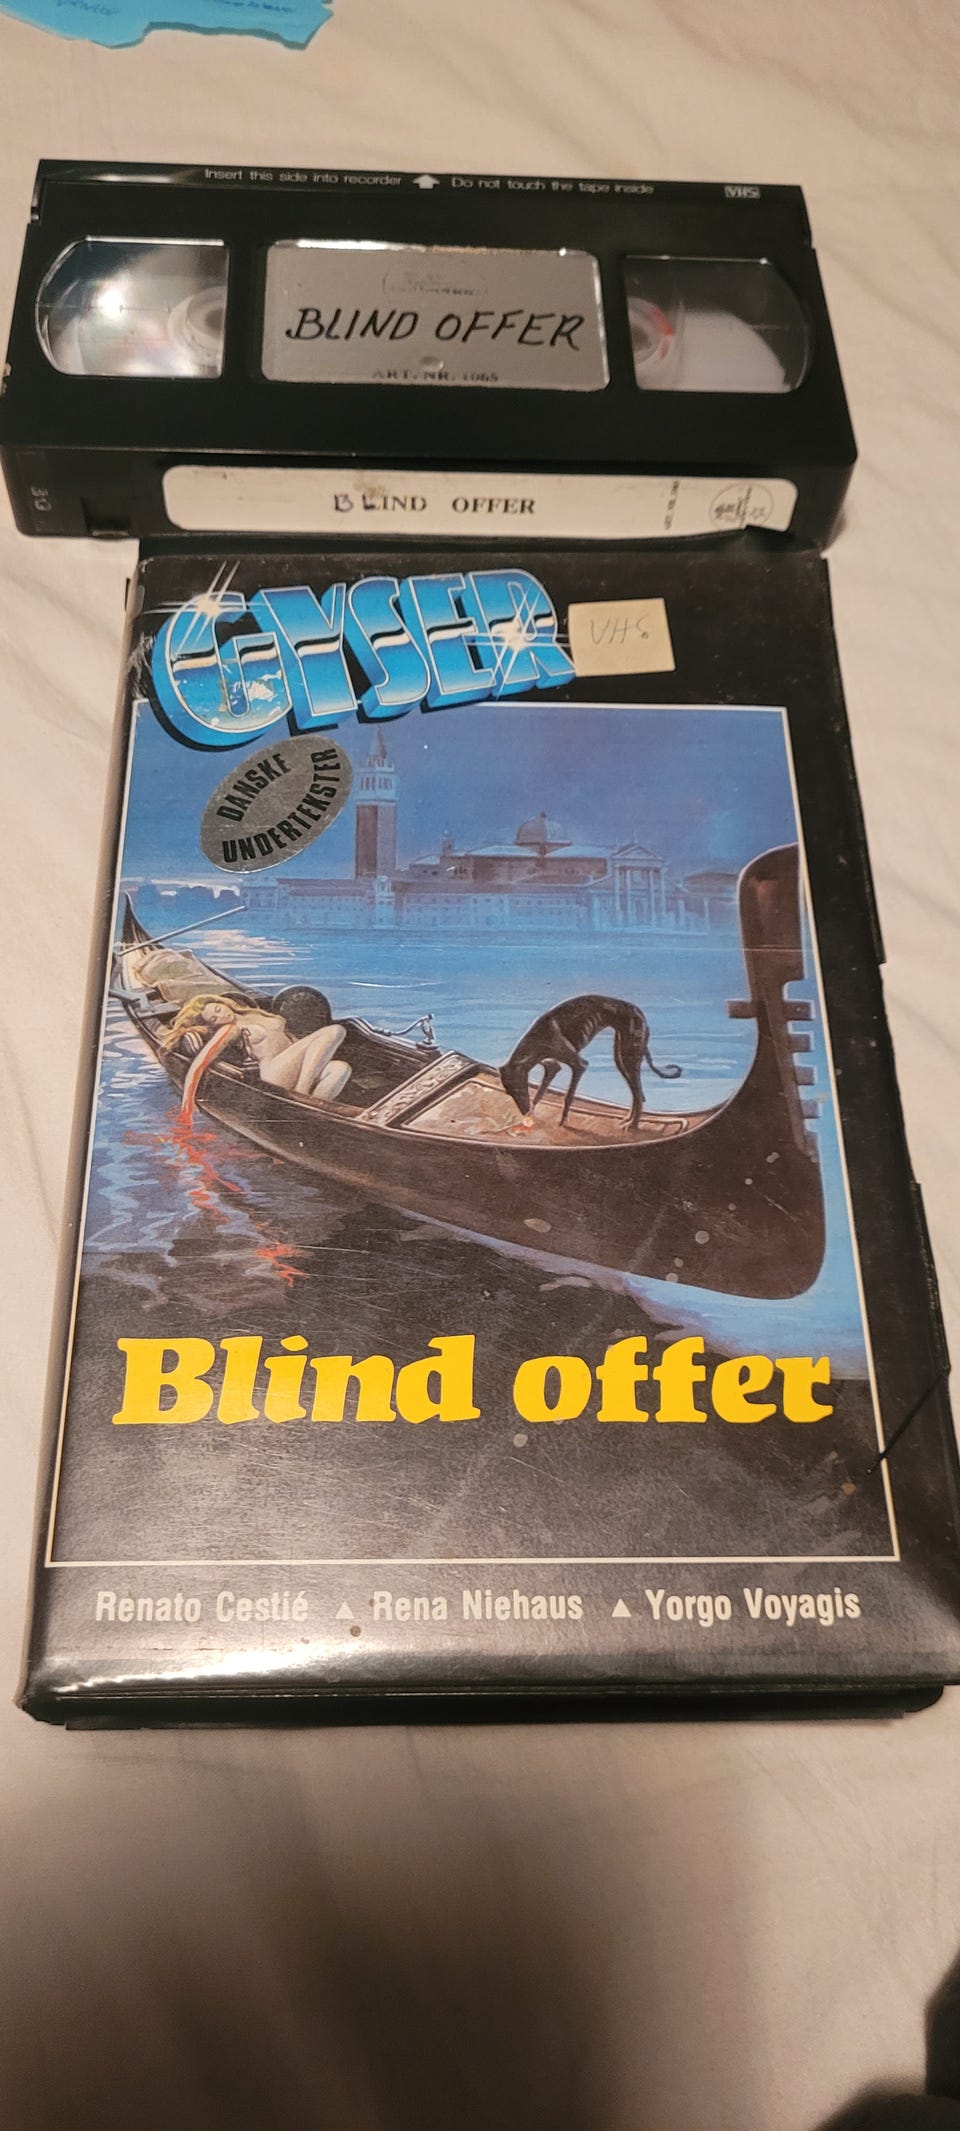 Insert this side into recorder Do not touch the tape inside VHS
BLIND OFFER
ART. NR. 1065
BLIND OFFER
GYSER
VHS
DANSKE
UNDERTEKSTER
Blind offer
Renato Cestié ▲ Rena Niehaus ▲ Yorgo Voyagis